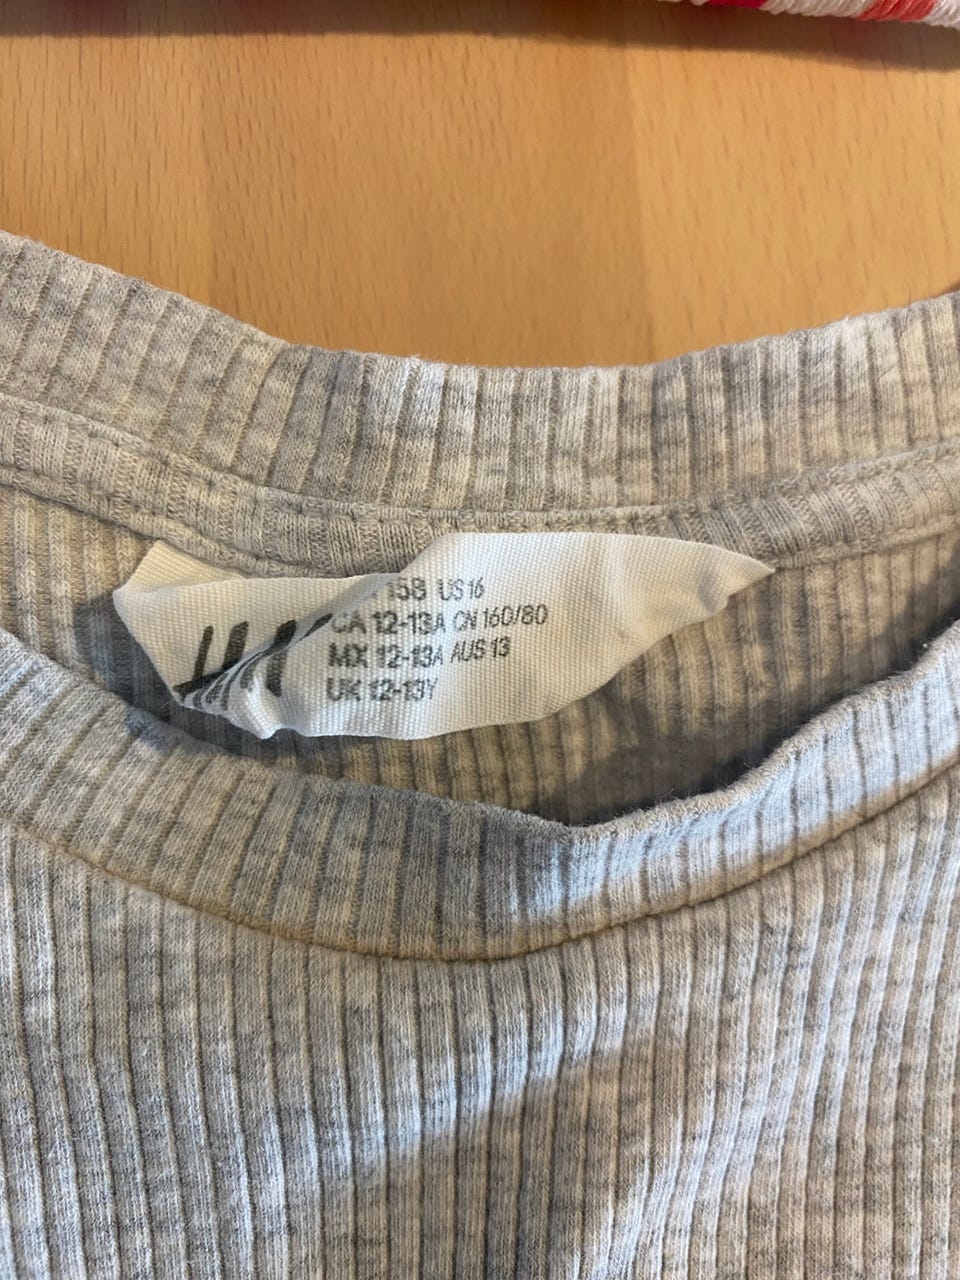 158 US 16
CA 12-13A CN 160/80
MX 12-13A AUS 13
UK 12-13Y